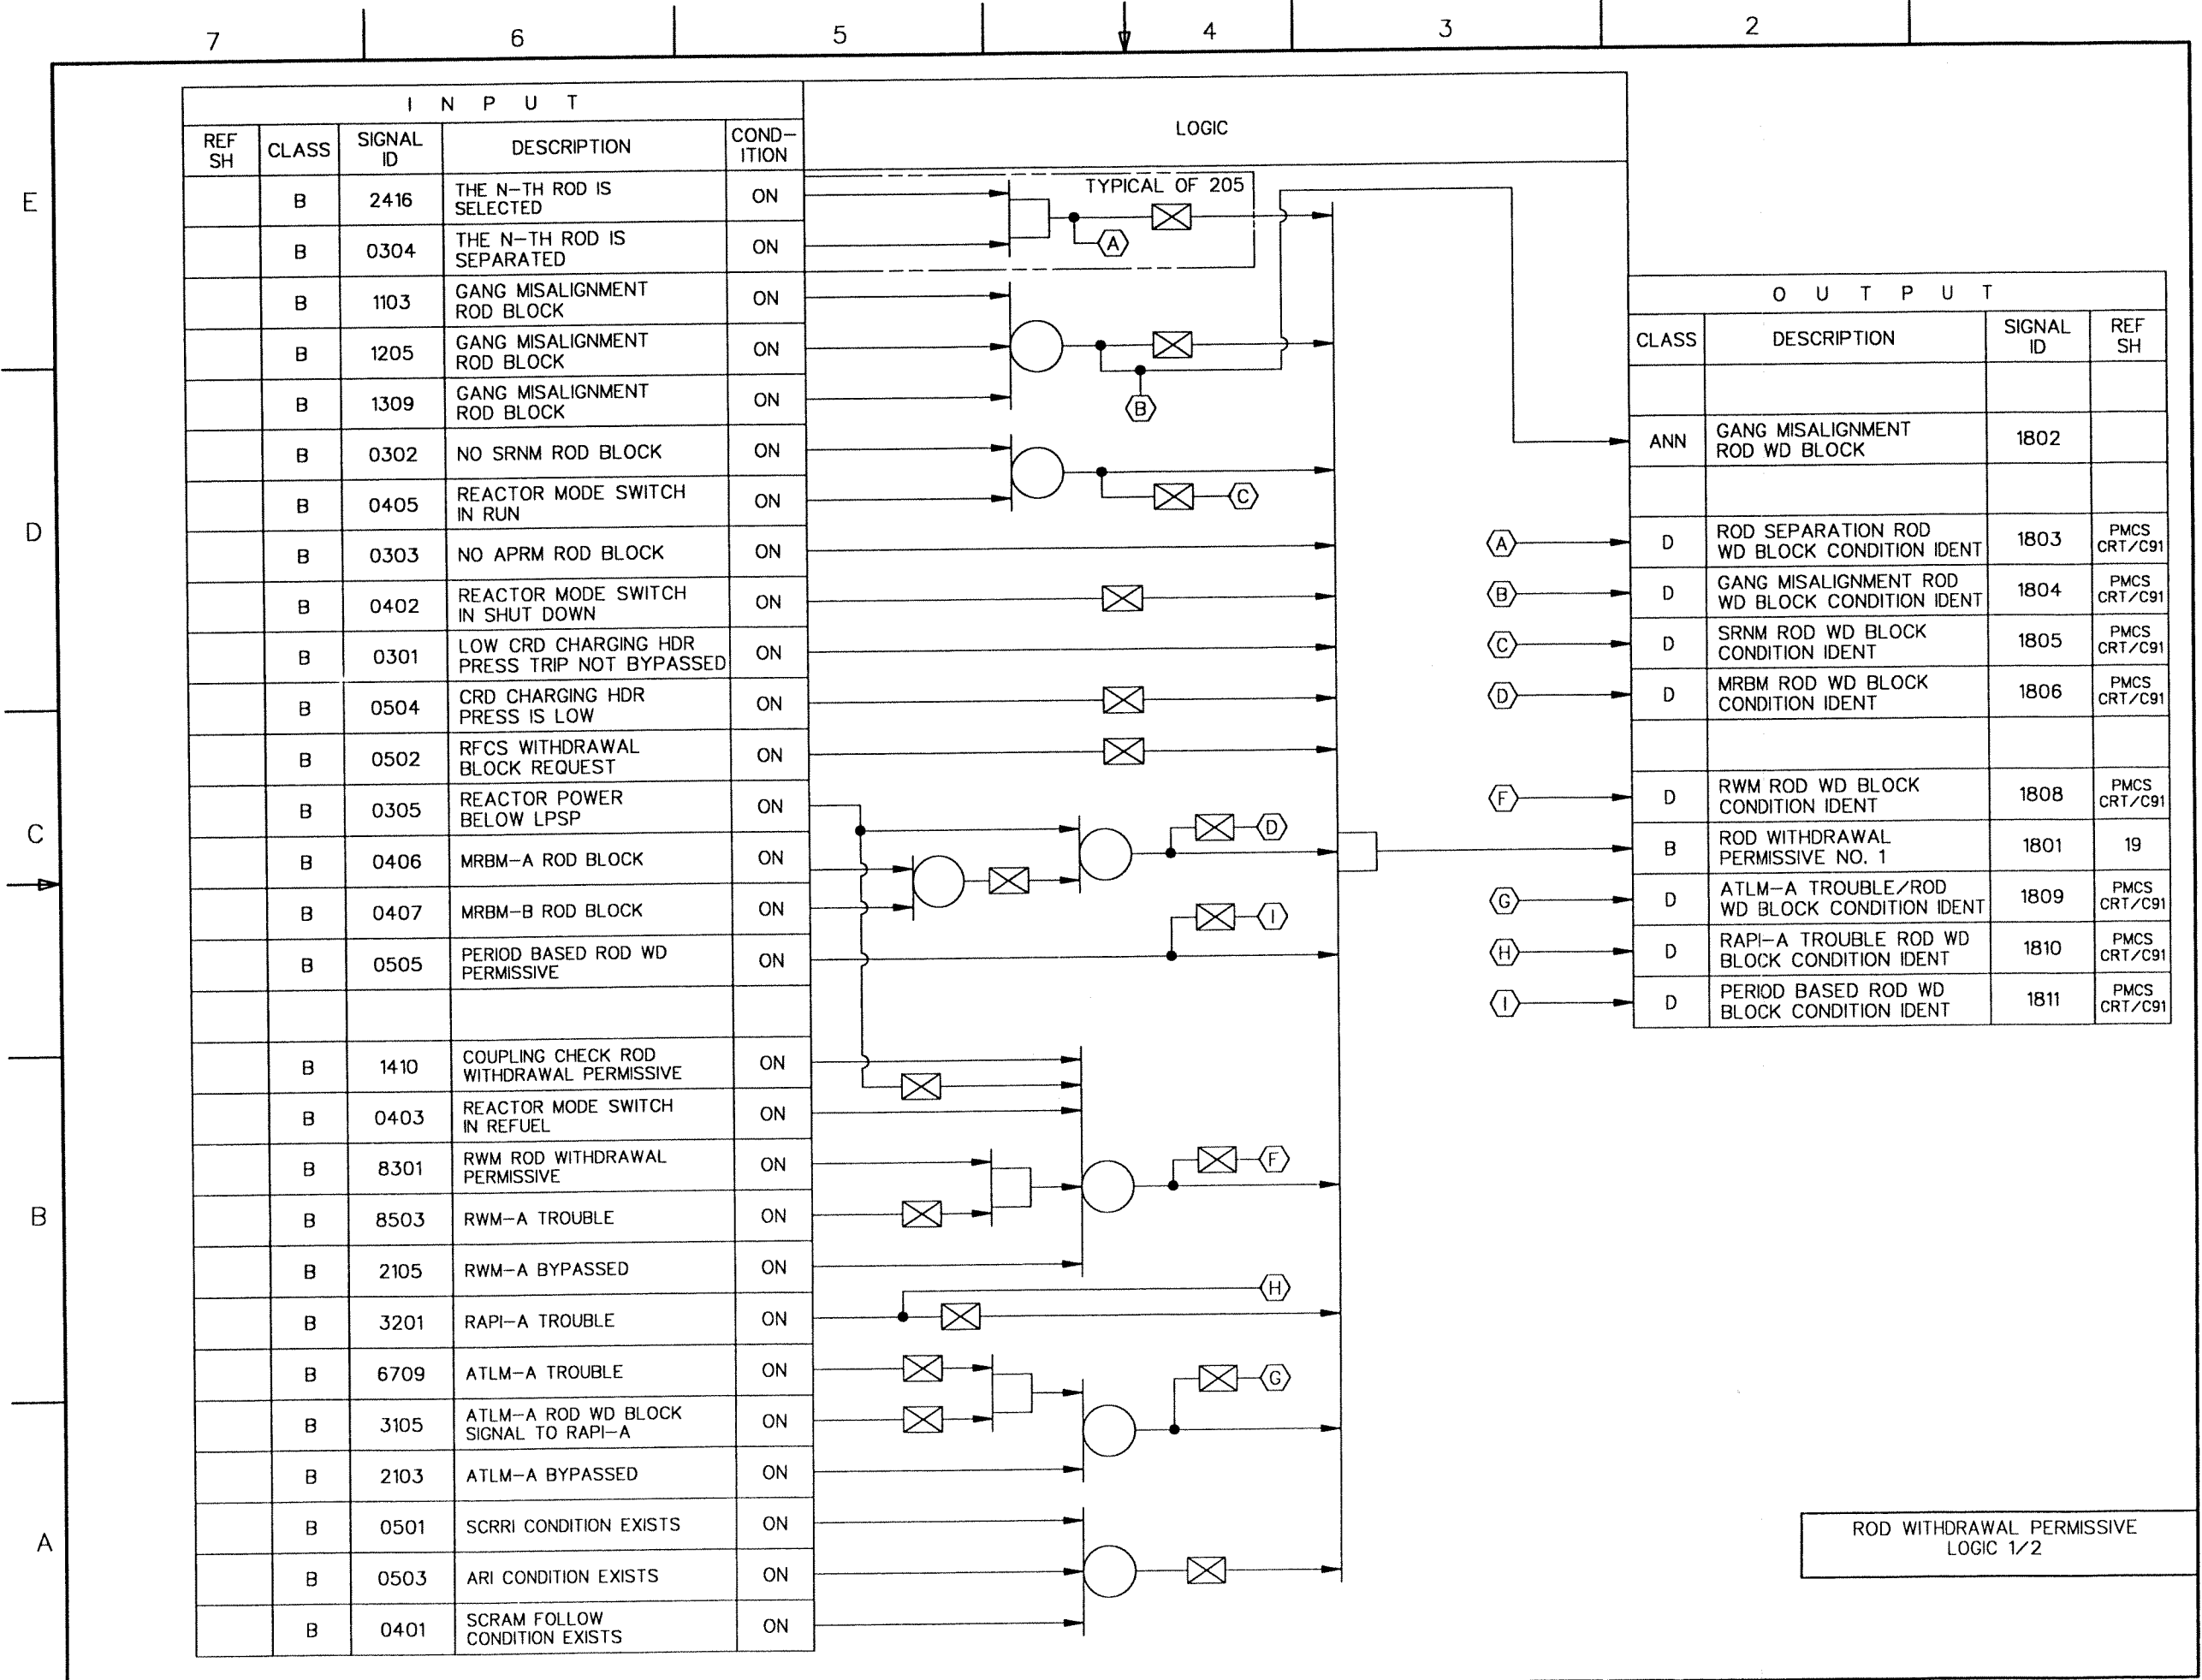 7 6 5 4 3 2
I N P U T
REF SH CLASS SIGNAL ID DESCRIPTION COND-ITION
LOGIC
B 2416 THE N-TH ROD IS SELECTED ON
B 0304 THE N-TH ROD IS SEPARATED ON
B 1103 GANG MISALIGNMENT ROD BLOCK ON
B 1205 GANG MISALIGNMENT ROD BLOCK ON
B 1309 GANG MISALIGNMENT ROD BLOCK ON
B 0302 NO SRNM ROD BLOCK ON
B 0405 REACTOR MODE SWITCH IN RUN ON
B 0303 NO APRM ROD BLOCK ON
B 0402 REACTOR MODE SWITCH IN SHUT DOWN ON
B 0301 LOW CRD CHARGING HDR PRESS TRIP NOT BYPASSED ON
B 0504 CRD CHARGING HDR PRESS IS LOW ON
B 0502 RFCS WITHDRAWAL BLOCK REQUEST ON
B 0305 REACTOR POWER BELOW LPSP ON
B 0406 MRBM-A ROD BLOCK ON
B 0407 MRBM-B ROD BLOCK ON
B 0505 PERIOD BASED ROD WD PERMISSIVE ON
B 1410 COUPLING CHECK ROD WITHDRAWAL PERMISSIVE ON
B 0403 REACTOR MODE SWITCH IN REFUEL ON
B 8301 RWM ROD WITHDRAWAL PERMISSIVE ON
B 8503 RWM-A TROUBLE ON
B 2105 RWM-A BYPASSED ON
B 3201 RAPI-A TROUBLE ON
B 6709 ATLM-A TROUBLE ON
B 3105 ATLM-A ROD WD BLOCK SIGNAL TO RAPI-A ON
B 2103 ATLM-A BYPASSED ON
B 0501 SCRRI CONDITION EXISTS ON
B 0503 ARI CONDITION EXISTS ON
B 0401 SCRAM FOLLOW CONDITION EXISTS ON
TYPICAL OF 205
A
B
C
D
I
F
H
G
O U T P U T
CLASS DESCRIPTION SIGNAL ID REF SH
ANN GANG MISALIGNMENT ROD WD BLOCK 1802
A D ROD SEPARATION ROD WD BLOCK CONDITION IDENT 1803 PMCS CRT/C91
B D GANG MISALIGNMENT ROD WD BLOCK CONDITION IDENT 1804 PMCS CRT/C91
C D SRNM ROD WD BLOCK CONDITION IDENT 1805 PMCS CRT/C91
D D MRBM ROD WD BLOCK CONDITION IDENT 1806 PMCS CRT/C91
F D RWM ROD WD BLOCK CONDITION IDENT 1808 PMCS CRT/C91
B ROD WITHDRAWAL PERMISSIVE NO. 1 1801 19
G D ATLM-A TROUBLE/ROD WD BLOCK CONDITION IDENT 1809 PMCS CRT/C91
H D RAPI-A TROUBLE ROD WD BLOCK CONDITION IDENT 1810 PMCS CRT/C91
I D PERIOD BASED ROD WD BLOCK CONDITION IDENT 1811 PMCS CRT/C91
E
D
C
B
A
ROD WITHDRAWAL PERMISSIVE
LOGIC 1/2